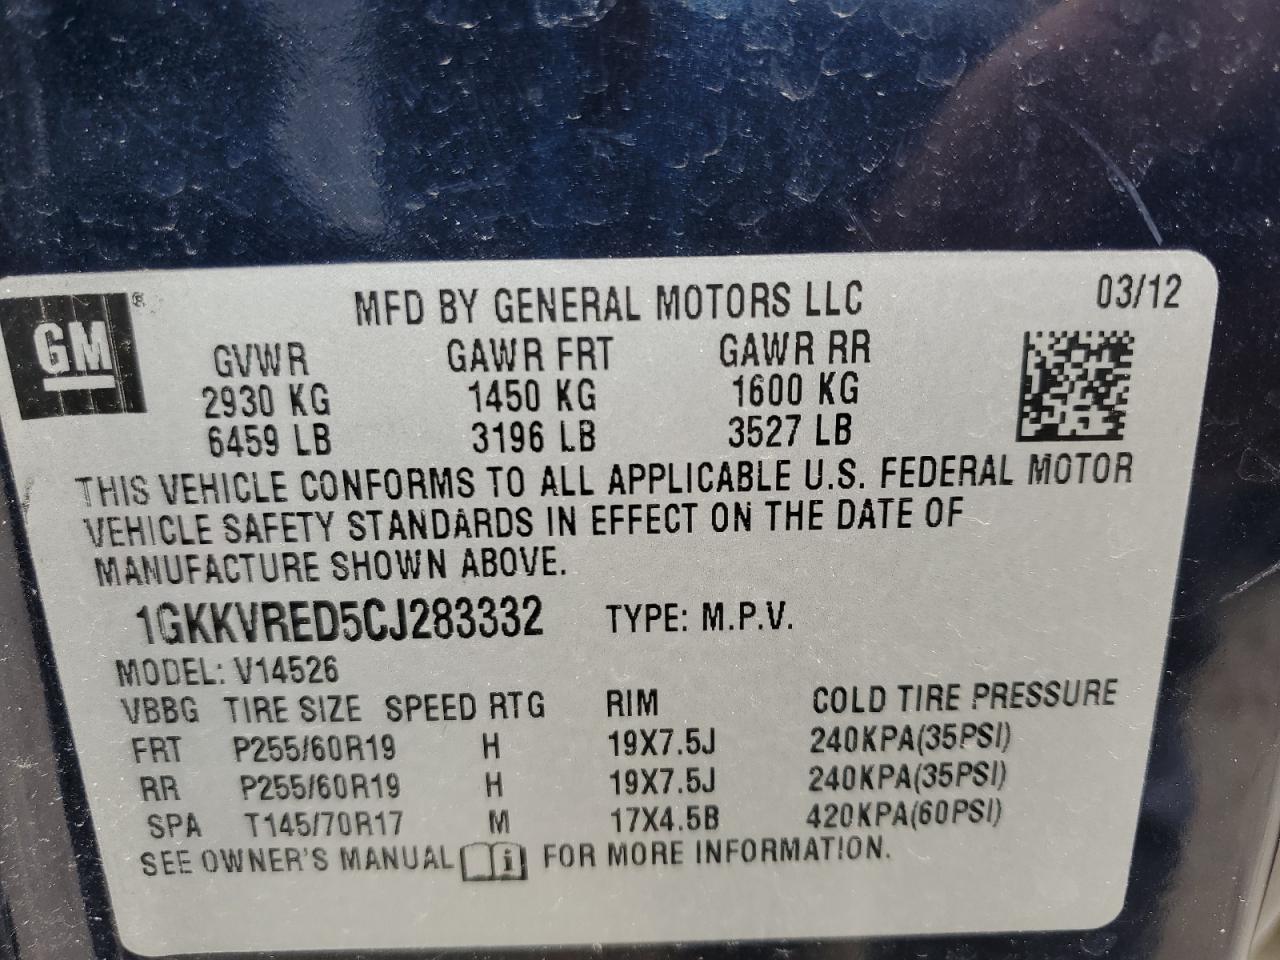 GM®
MFD BY GENERAL MOTORS LLC 03/12
GVWR GAWR FRT GAWR RR
2930 KG 1450 KG 1600 KG
6459 LB 3196 LB 3527 LB
THIS VEHICLE CONFORMS TO ALL APPLICABLE U.S. FEDERAL MOTOR
VEHICLE SAFETY STANDARDS IN EFFECT ON THE DATE OF
MANUFACTURE SHOWN ABOVE.
1GKKVRED5CJ283332 TYPE: M.P.V.
MODEL: V14526
VBBG TIRE SIZE SPEED RTG RIM COLD TIRE PRESSURE
FRT P255/60R19 H 19X7.5J 240KPA(35PSI)
RR P255/60R19 H 19X7.5J 240KPA(35PSI)
SPA T145/70R17 M 17X4.5B 420KPA(60PSI)
SEE OWNER'S MANUAL i FOR MORE INFORMATION.